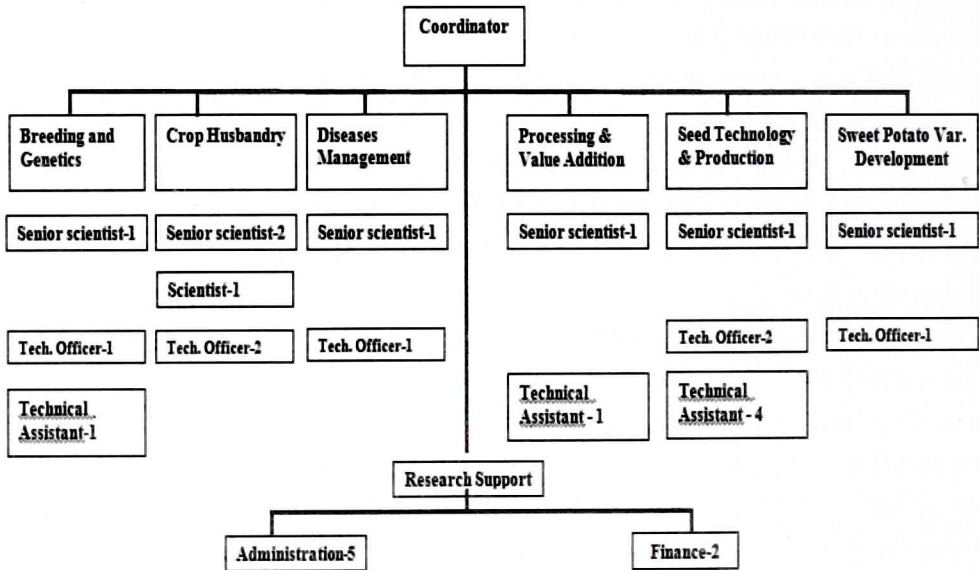 Coordinator
Breeding and
Genetics
Crop Husbandry
Diseases
Management
Processing &
Value Addition
Seed Technology
& Production
Sweet Potato Var.
Development
Senior scientist-1
Senior scientist-2
Senior scientist-1
Senior scientist-1
Senior scientist-1
Senior scientist-1
Scientist-1
Tech. Officer-1
Tech. Officer-2
Tech. Officer-1
Tech. Officer-2
Tech. Officer-1
Technical
Assistant-1
Technical
Assistant - 1
Technical
Assistant - 4
Research Support
Administration-5
Finance-2